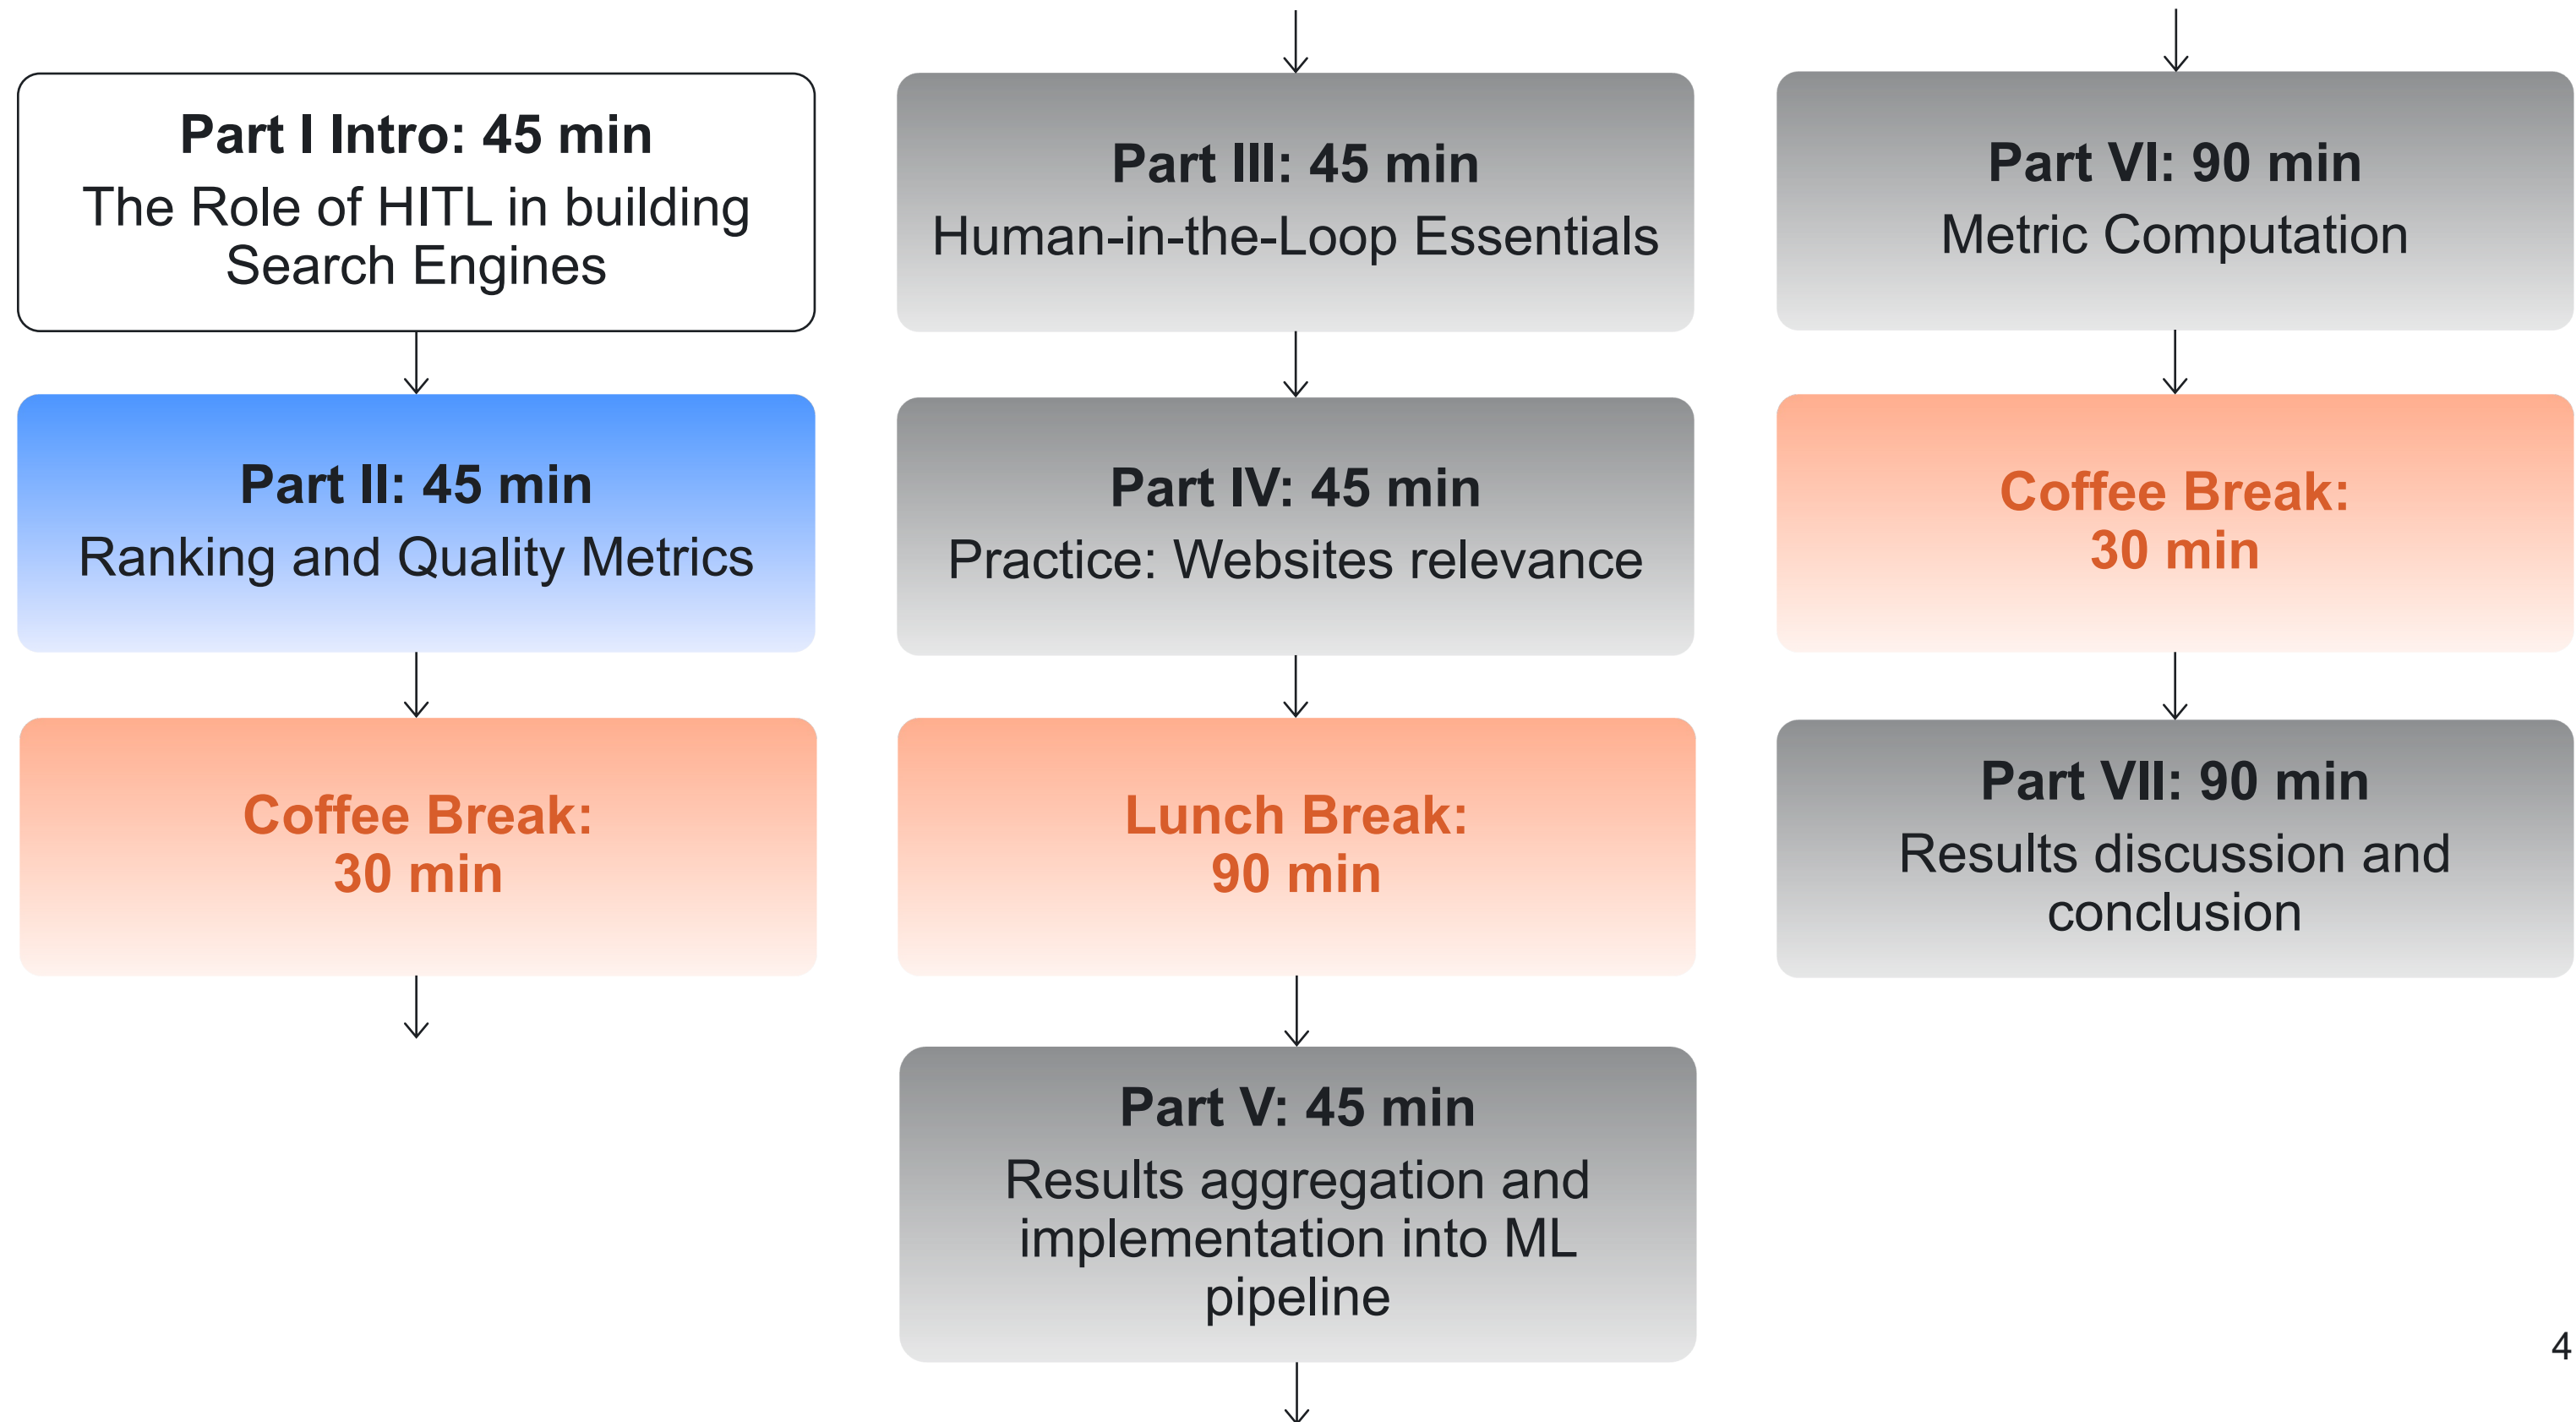 Part I Intro: 45 min
The Role of HITL in building
Search Engines
Part II: 45 min
Ranking and Quality Metrics
Coffee Break:
30 min
Part III: 45 min
Human-in-the-Loop Essentials
Part IV: 45 min
Practice: Websites relevance
Lunch Break:
90 min
Part V: 45 min
Results aggregation and
implementation into ML
pipeline
Part VI: 90 min
Metric Computation
Coffee Break:
30 min
Part VII: 90 min
Results discussion and
conclusion
4